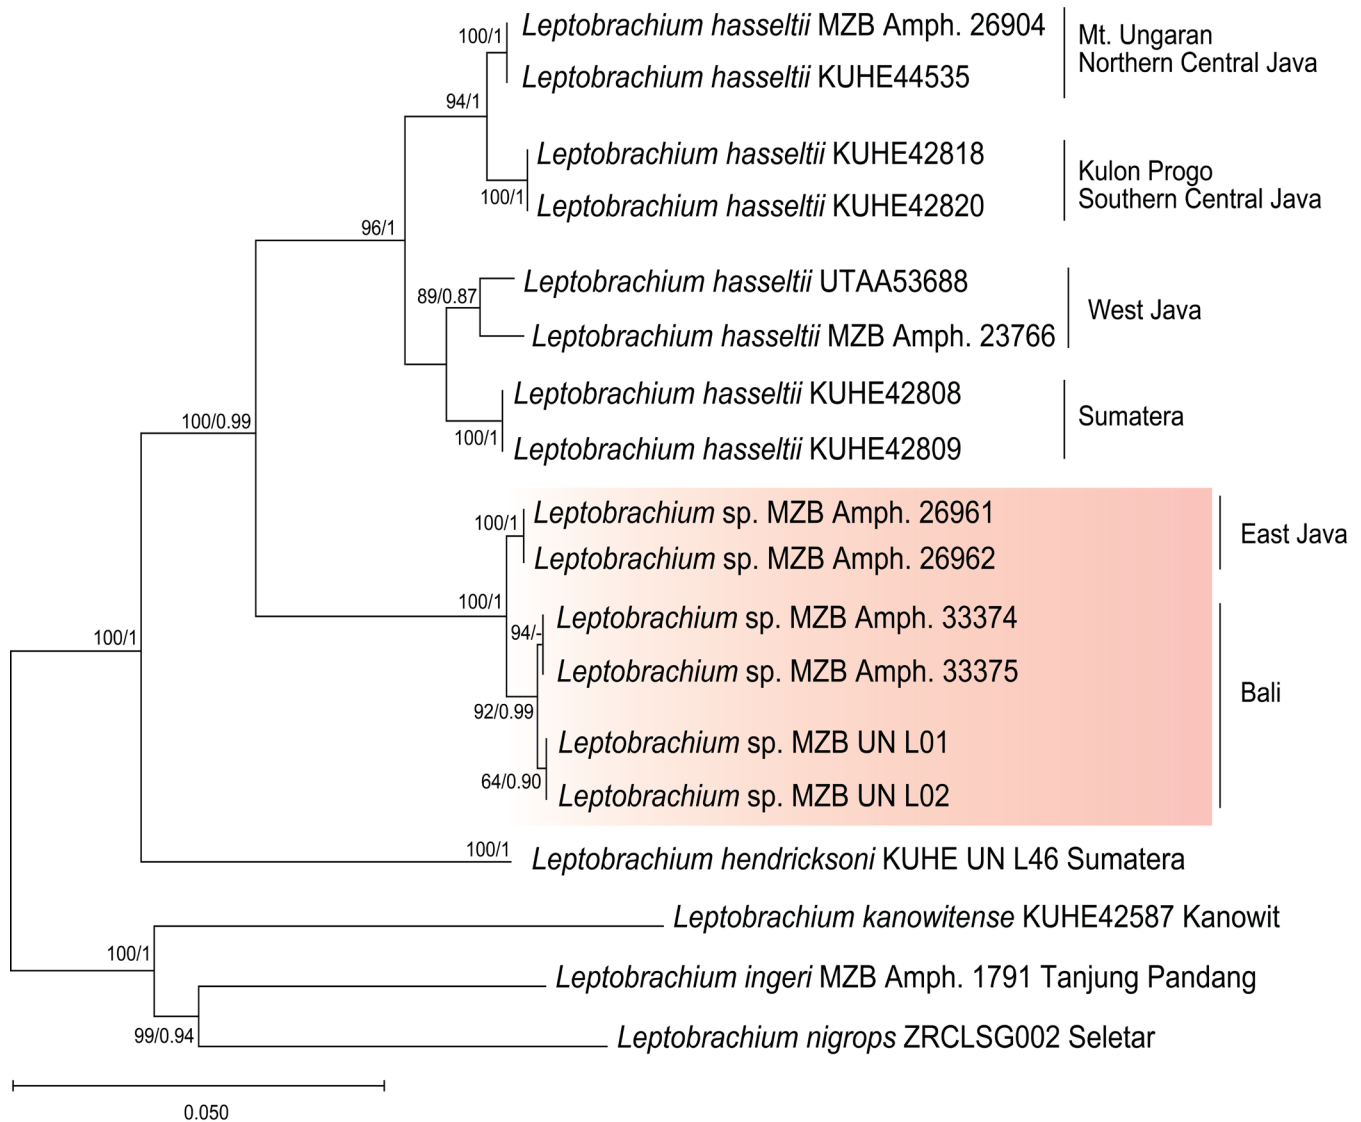 100/1
Leptobrachium hasseltii MZB Amph. 26904
Mt. Ungaran
Northern Central Java
Leptobrachium hasseltii KUHE44535
94/1
Leptobrachium hasseltii KUHE42818
Kulon Progo
Southern Central Java
100/1
Leptobrachium hasseltii KUHE42820
96/1
Leptobrachium hasseltii UTAA53688
89/0.87
West Java
Leptobrachium hasseltii MZB Amph. 23766
Leptobrachium hasseltii KUHE42808
Sumatera
100/1
Leptobrachium hasseltii KUHE42809
100/0.99
100/1
Leptobrachium sp. MZB Amph. 26961
East Java
Leptobrachium sp. MZB Amph. 26962
100/1
Leptobrachium sp. MZB Amph. 33374
94/-
100/1
Leptobrachium sp. MZB Amph. 33375
Bali
92/0.99
Leptobrachium sp. MZB UN L01
64/0.90
Leptobrachium sp. MZB UN L02
100/1
Leptobrachium hendricksoni KUHE UN L46 Sumatera
Leptobrachium kanowitense KUHE42587 Kanowit
100/1
Leptobrachium ingeri MZB Amph. 1791 Tanjung Pandang
99/0.94
Leptobrachium nigrops ZRCLSG002 Seletar
0.050